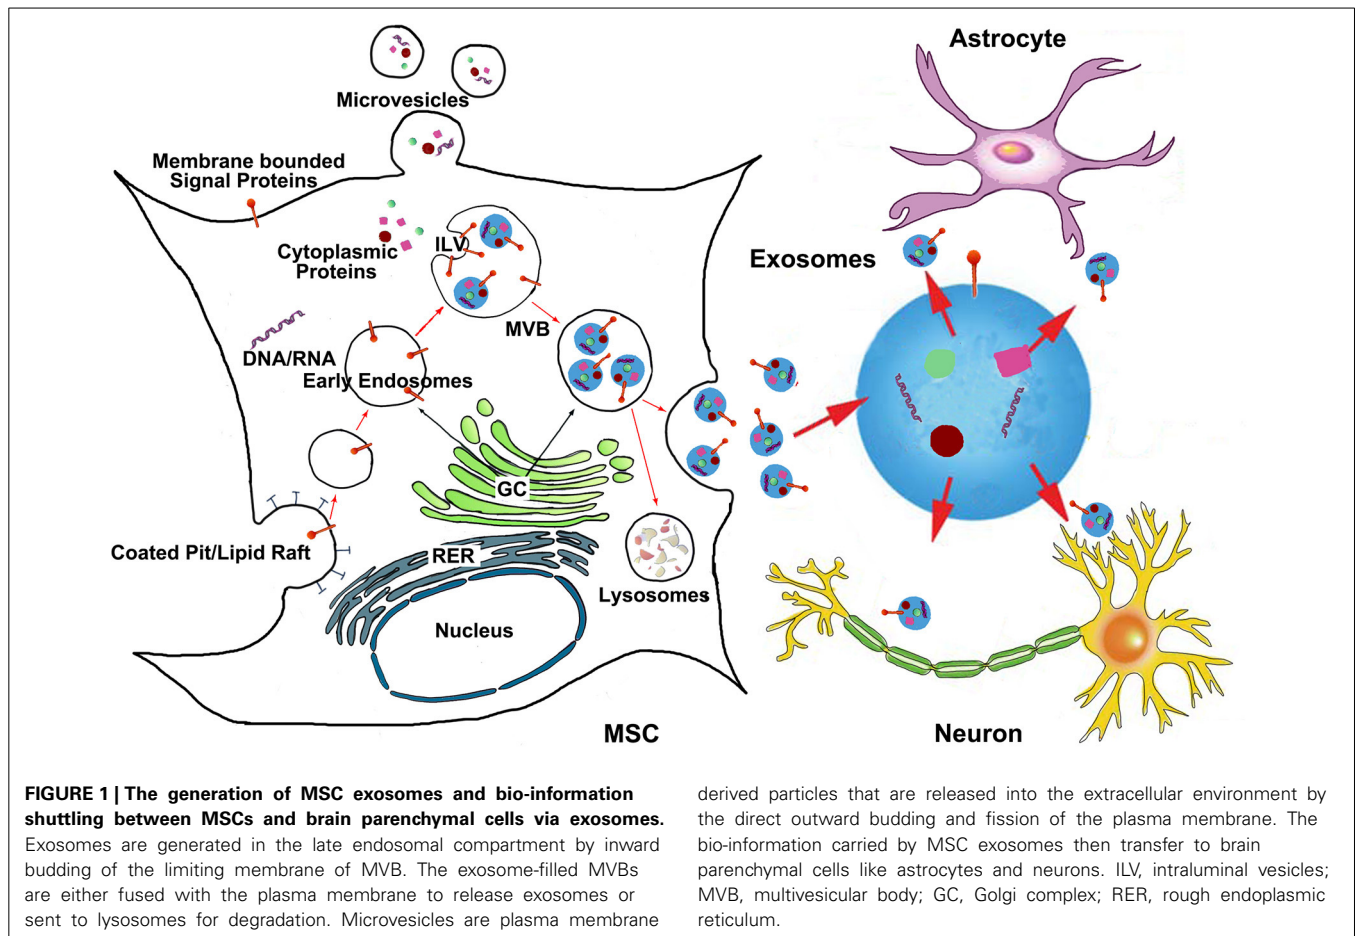 Astrocyte
Microvesicles
Membrane bounded
Signal Proteins
ILV
Cytoplasmic
Proteins
Exosomes
MVB
DNA/RNA
Early Endosomes
GC
Coated Pit/Lipid Raft
RER
Lysosomes
Nucleus
MSC
Neuron
FIGURE 1 | The generation of MSC exosomes and bio-information
shuttling between MSCs and brain parenchymal cells via exosomes.
Exosomes are generated in the late endosomal compartment by inward
budding of the limiting membrane of MVB. The exosome-filled MVBs
are either fused with the plasma membrane to release exosomes or
sent to lysosomes for degradation. Microvesicles are plasma membrane
derived particles that are released into the extracellular environment by
the direct outward budding and fission of the plasma membrane. The
bio-information carried by MSC exosomes then transfer to brain
parenchymal cells like astrocytes and neurons. ILV, intraluminal vesicles;
MVB, multivesicular body; GC, Golgi complex; RER, rough endoplasmic
reticulum.